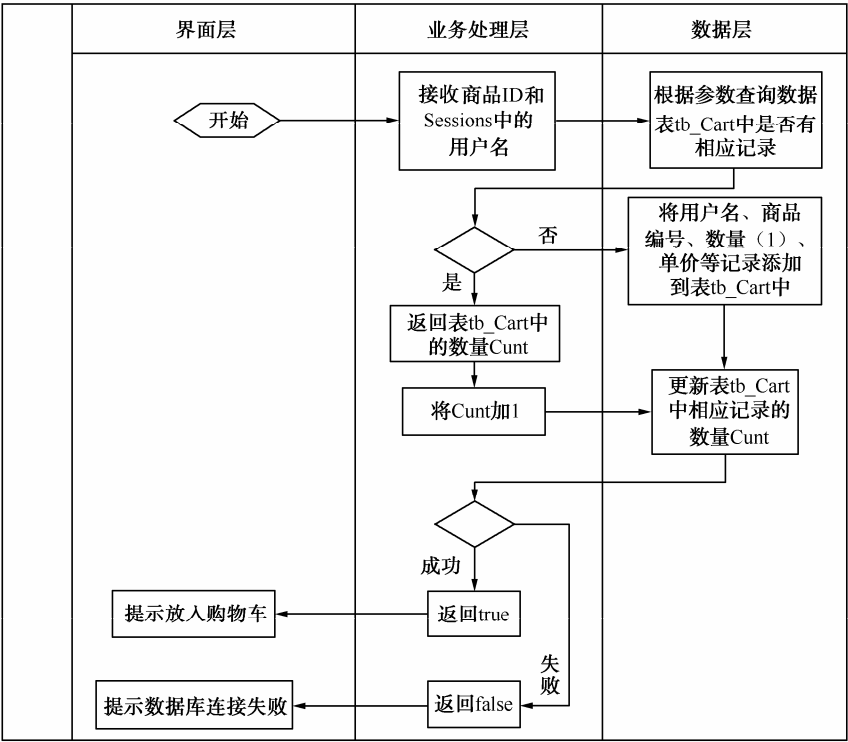 界面层
业务处理层
数据层
开始
接收商品ID和
Sessions中的
用户名
根据参数查询数据
表tb_Cart中是否有
相应记录
否
是
将用户名、商品
编号、数量（1）、
单价等记录添加
到表tb_Cart中
返回表tb_Cart中
的数量Cunt
将Cunt加1
更新表tb_Cart
中相应记录的
数量Cunt
成功
失败
返回true
提示放入购物车
返回false
提示数据库连接失败